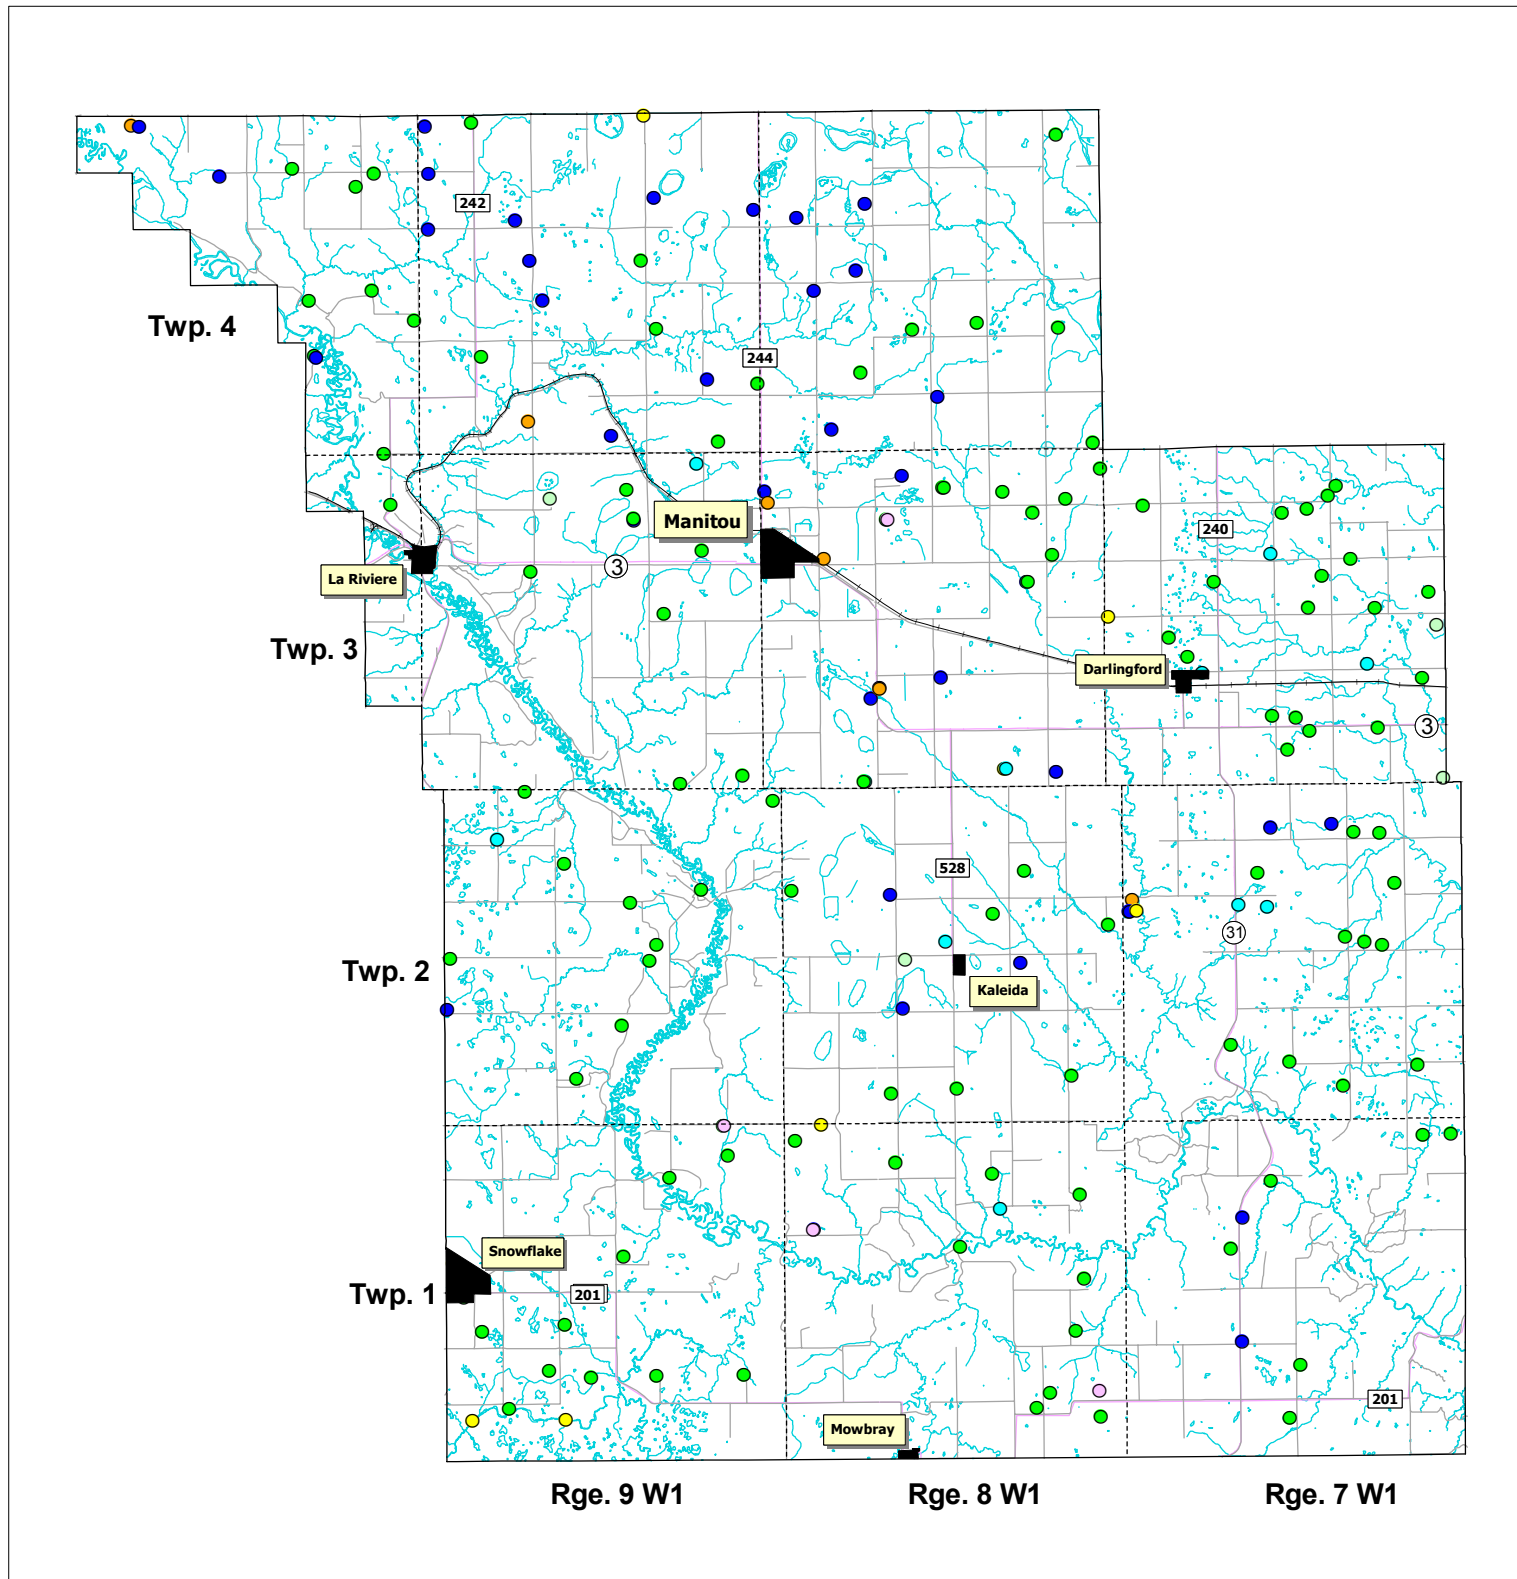 242
Twp. 4
244
Manitou
240
La Riviere
3
Twp. 3
Darlingford
3
528
31
Twp. 2
Kaleida
Snowflake
Twp. 1
201
201
Mowbray
Rge. 9 W1
Rge. 8 W1
Rge. 7 W1